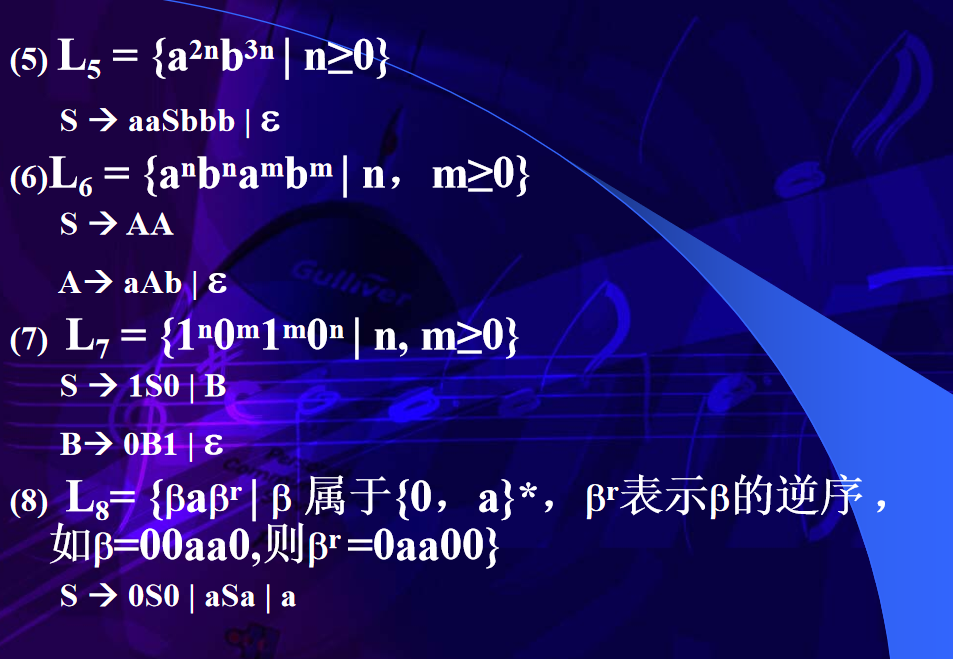 (5) L₅ = {a²ⁿb³ⁿ | n≥0}
S → aaSbbb | ε
(6)L₆ = {aⁿbⁿaᵐbᵐ | n，m≥0}
S → AA
A→ aAb | ε
Gulliver
(7) L₇ = {1ⁿ0ᵐ1ᵐ0ⁿ | n, m≥0}
S → 1S0 | B
B→ 0B1 | ε
(8) L₈= {βaβʳ | β 属于{0，a}*，βʳ表示β的逆序，
如β=00aa0,则βʳ =0aa00}
S → 0S0 | aSa | a